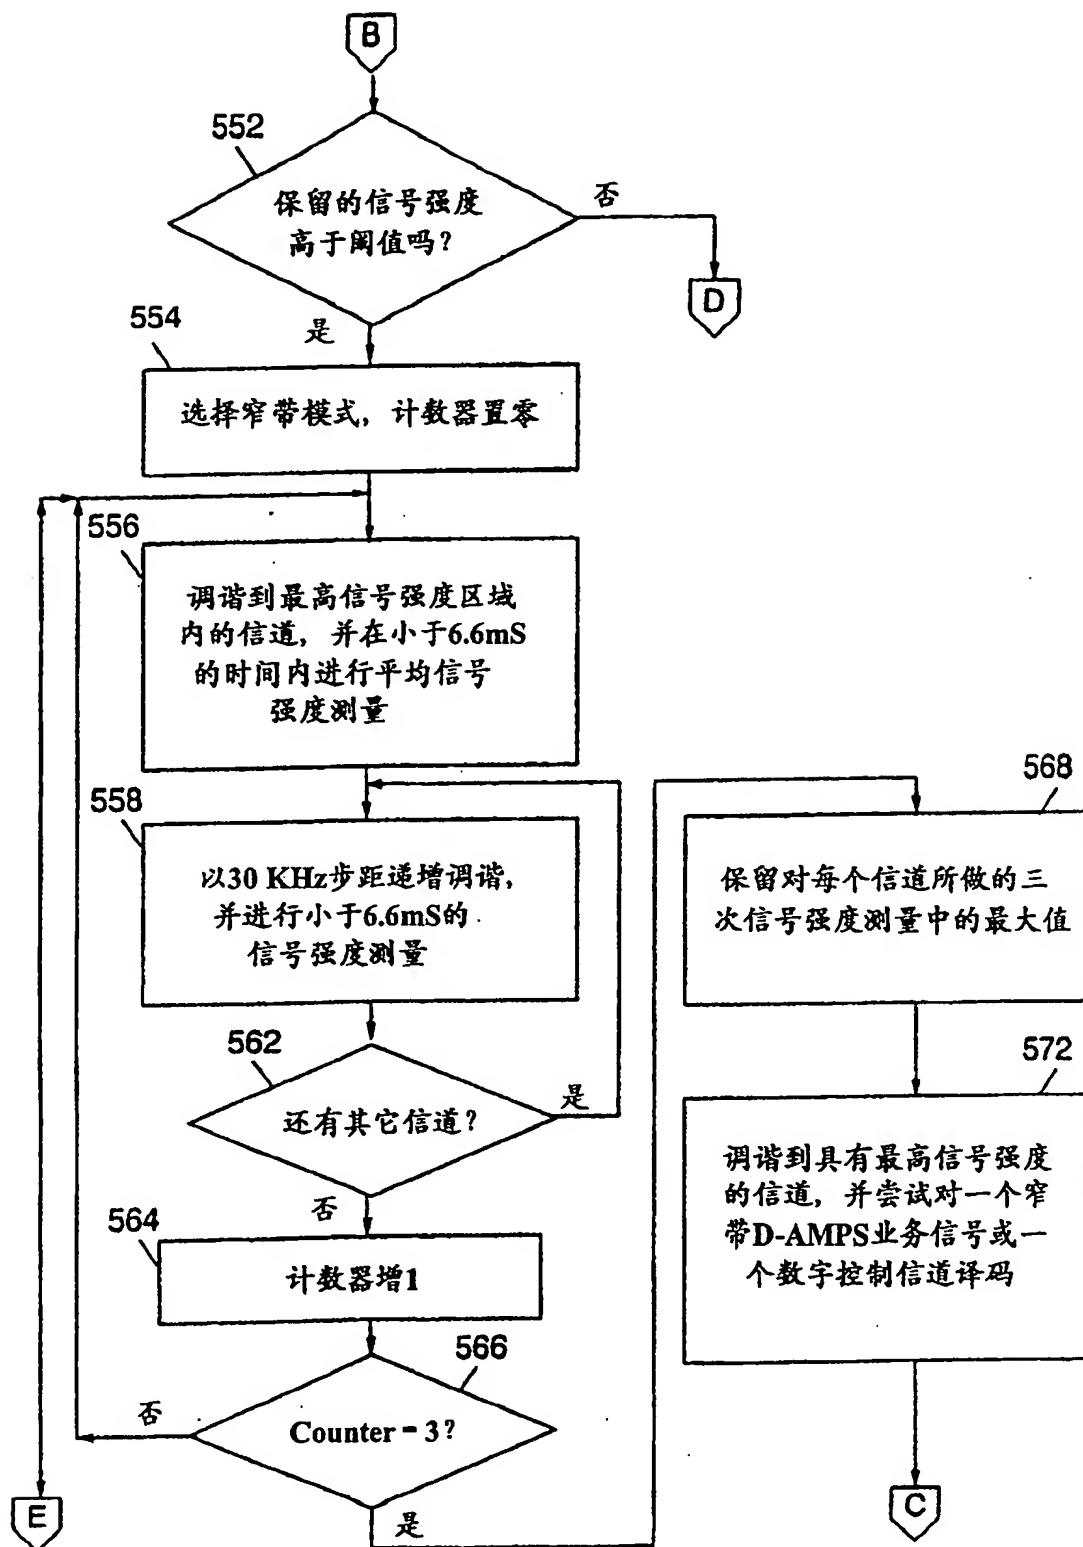 B
552
保留的信号强度
高于阈值吗?
否
D
554
是
选择窄带模式，计数器置零
556
调谐到最高信号强度区域
内的信道，并在小于6.6mS
的时间内进行平均信号
强度测量
558
以30 KHz步距递增调谐，
并进行小于6.6mS的
信号强度测量
562
还有其它信道?
是
否
564
计数器增1
566
Counter = 3?
否
是
E
568
保留对每个信道所做的三
次信号强度测量中的最大值
572
调谐到具有最高信号强度
的信道，并尝试对一个窄
带D-AMPS业务信号或一
个数字控制信道译码
C